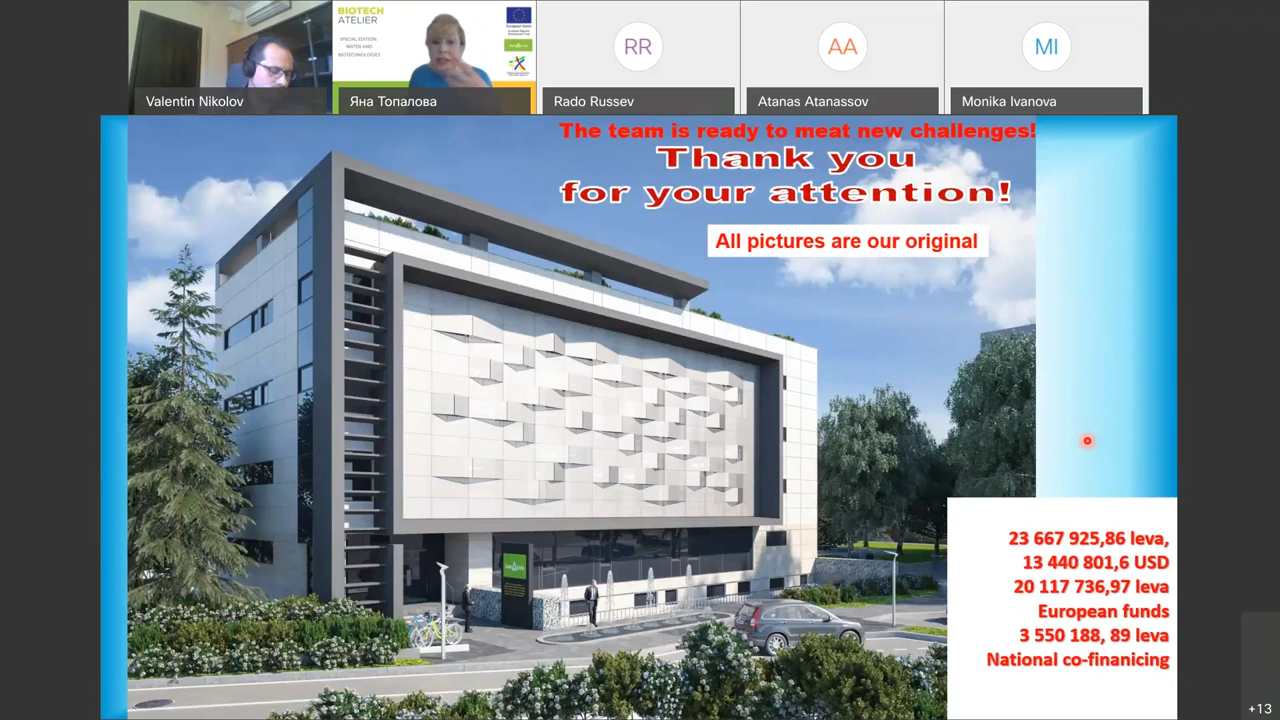 BIOTECH
ATELIER
SPECIAL EDITION:
WATER AND
BIOTECHNOLOGIES
RR
AA
MI
Valentin Nikolov
Яна Топалова
Rado Russev
Atanas Atanassov
Monika Ivanova
The team is ready to meat new challenges!
Thank you
for your attention!
All pictures are our original
23 667 925,86 leva,
13 440 801,6 USD
20 117 736,97 leva
European funds
3 550 188, 89 leva
National co-finanicing
+13